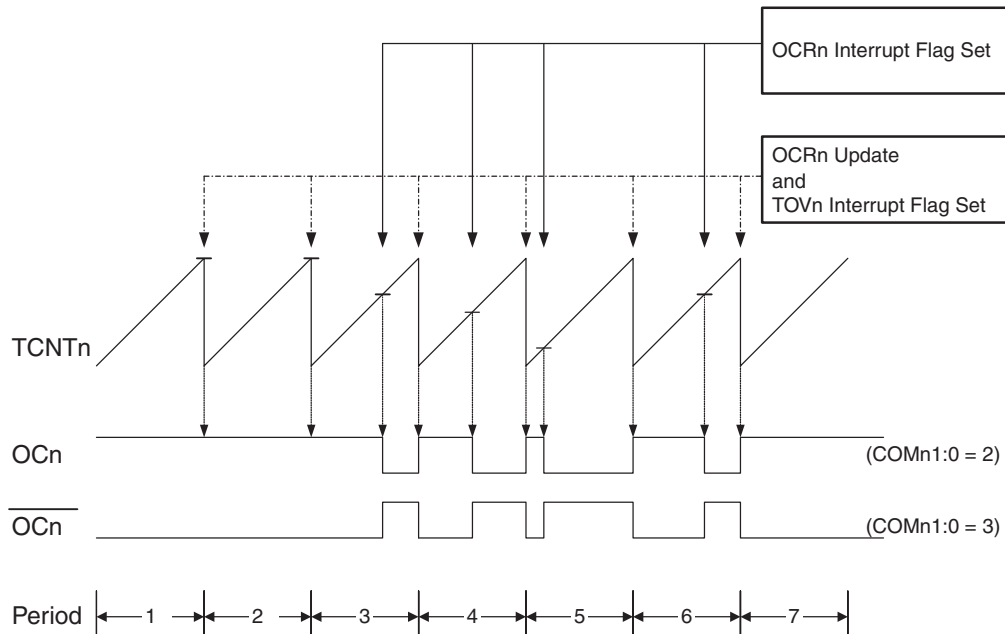 OCRn Interrupt Flag Set
OCRn Update
and
TOVn Interrupt Flag Set
TCNTn
OCn
(COMn1:0 = 2)
OCn
(COMn1:0 = 3)
Period
1
2
3
4
5
6
7